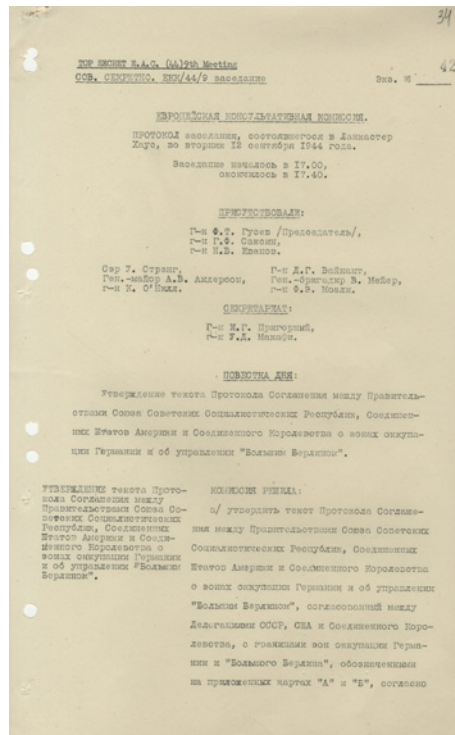 34
42
TOP SECRET E.A.C. (44)9th Meeting
СОВ. СЕКРЕТНО. ЕКК/44/9 заседание
Экз. №
ЕВРОПЕЙСКАЯ КОНСУЛЬТАТИВНАЯ КОМИССИЯ.
ПРОТОКОЛ заседания, состоявшегося в Ланкастер
Хауз, во вторник 12 сентября 1944 года.
Заседание началось в 17.00,
окончилось в 17.40.
ПРИСУТСТВОВАЛИ:
Г-н Ф.Т. Гусев /Председатель/,
г-н Г.Ф. Саксин,
г-н Н.В. Иванов.
Сэр У. Стрэнг,
Ген.-майор А.В. Андерсон,
г-н К. О'Нилл.
Г-н Д.Г. Вайнант,
Ген.-бригадир В. Мейер,
г-н Ф.Э. Мозли.
СЕКРЕТАРИАТ:
Г-н М.Г. Пригорный,
г-н У.Д.
ПОВЕСТКА ДНЯ:
Утверждение текста Протокола Соглашения между Правитель-
ствами Союза Советских Социалистических Республик, Соединен-
ных Штатов Америки и Соединенного Королевства о зонах оккупа-
ции Германии и об управлении "Большим Берлином".
УТВЕРЖДЕНИЕ текста Прото-
кола Соглашения между
Правительствами Союза Со-
ветских Социалистических
Республик, Соединенных
Штатов Америки и Соеди-
ненного Королевства о
зонах оккупации Германии
и об управлении "Большим
Берлином".
КОМИССИЯ РЕШИЛА:
а/ утвердить текст Протокола Соглаше-
ния между Правительствами Союза Советских
Социалистических Республик, Соединенных
Штатов Америки и Соединенного Королевства
о зонах оккупации Германии и об управлении
"Большим Берлином", согласованный между
Делегациями СССР, США и Соединенного Коро-
левства, с границами зон оккупации Герма-
нии и "Большого Берлина", обозначенными
на приложенных картах "А" и "Б", согласно